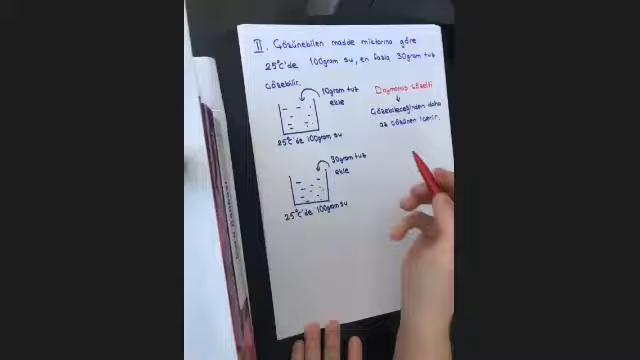 II. Çözünebilen madde miktarına göre
25°C'de 100gram su, en fazla 30gram tuz
çözebilir.
10gram tuz
ekle
25°C'de 100gram su
Doymamış çözelti
Çözebileceğinden daha
az çözünen içerir.
30gram tuz
ekle
25°C'de 100gram su